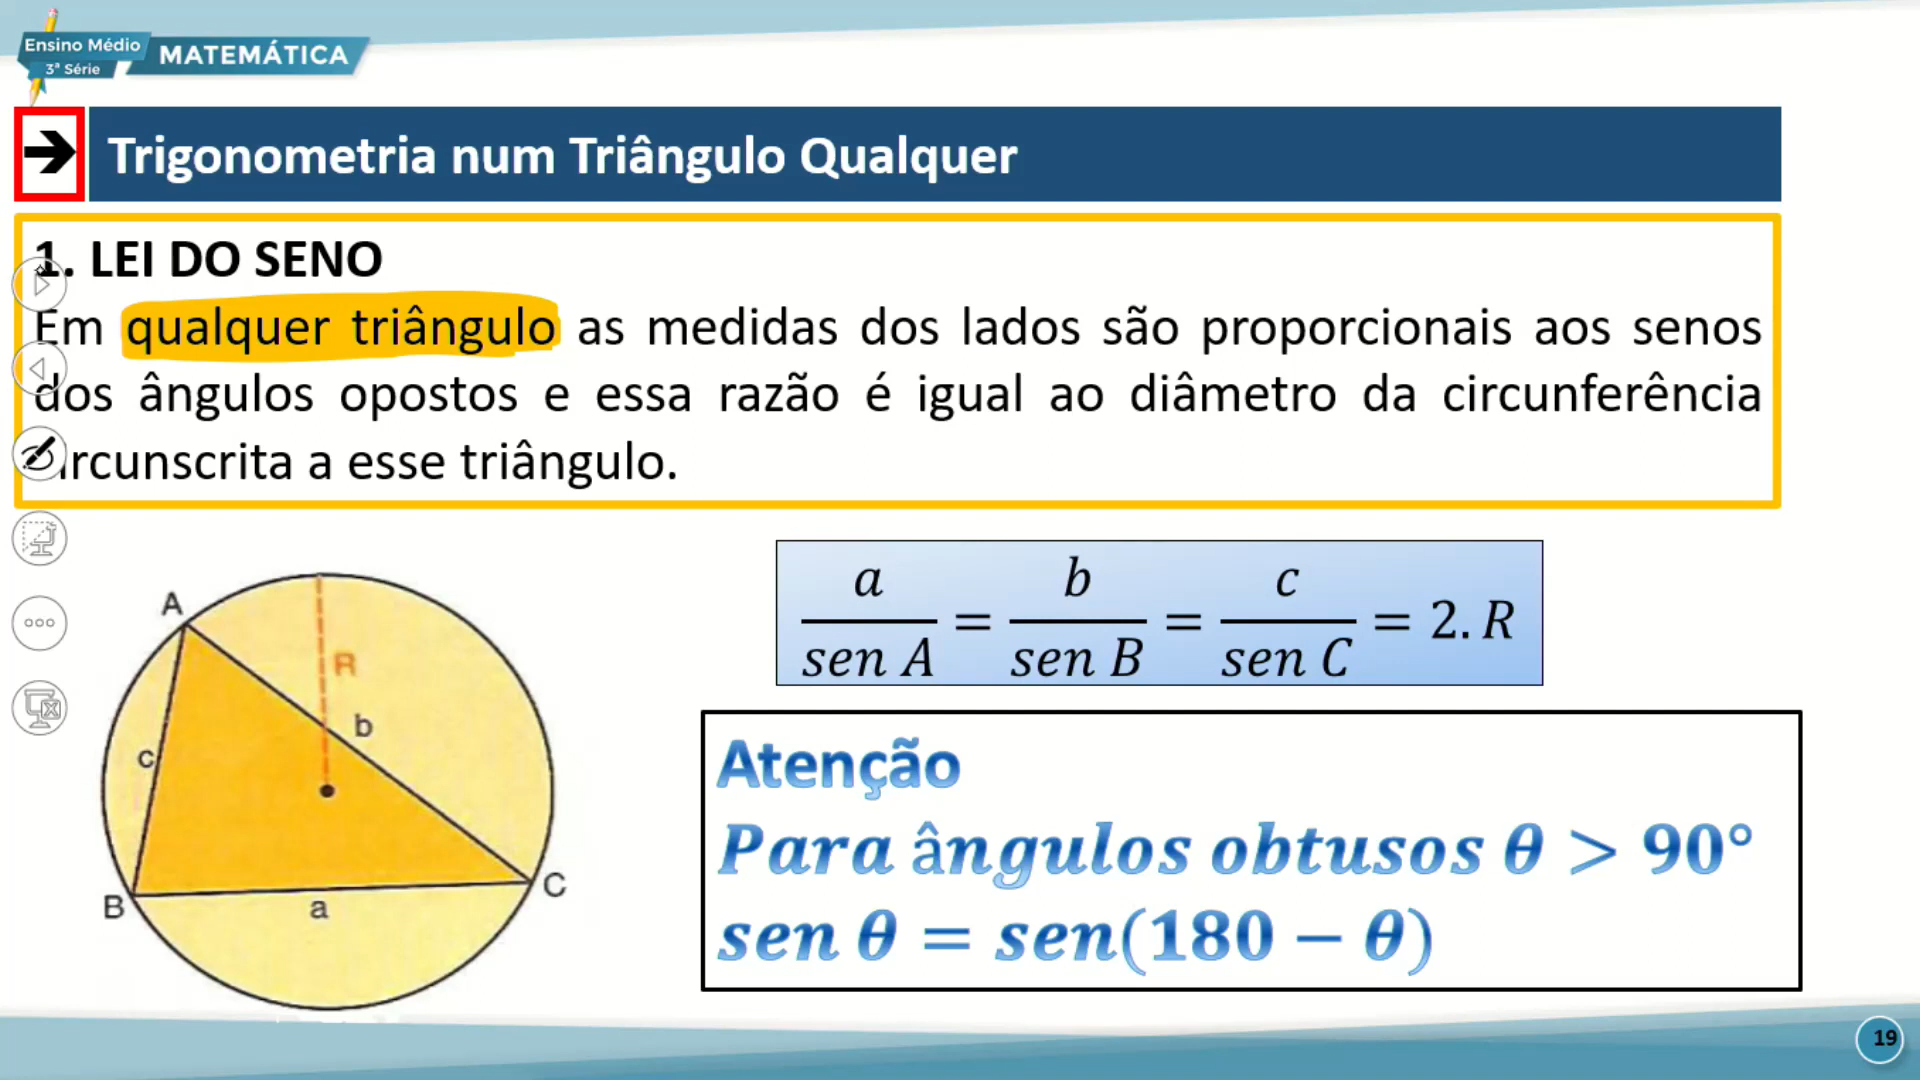 Ensino Médio
3ª Série
MATEMÁTICA
Trigonometria num Triângulo Qualquer
1. LEI DO SENO
Em qualquer triângulo as medidas dos lados são proporcionais aos senos
dos ângulos opostos e essa razão é igual ao diâmetro da circunferência
circunscrita a esse triângulo.
a/sen A = b/sen B = c/sen C = 2. R
A
R
b
c
B
a
C
Atenção
Para ângulos obtusos θ > 90°
sen θ = sen(180 − θ)
19